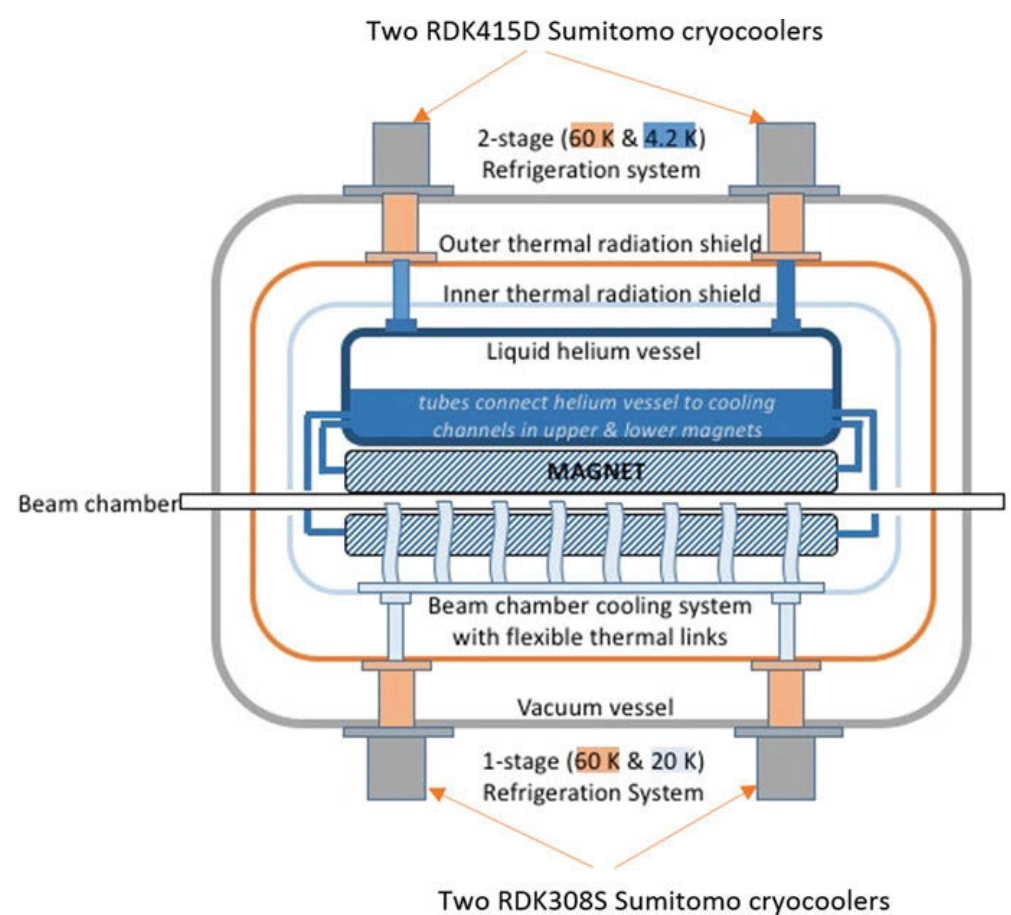 Two RDK415D Sumitomo cryocoolers
2-stage (60 K & 4.2 K)
Refrigeration system
Outer thermal radiation shield
Inner thermal radiation shield
Liquid helium vessel
tubes connect helium vessel to cooling
channels in upper & lower magnets
MAGNET
Beam chamber
Beam chamber cooling system
with flexible thermal links
Vacuum vessel
1-stage (60 K & 20 K)
Refrigeration System
Two RDK308S Sumitomo cryocoolers